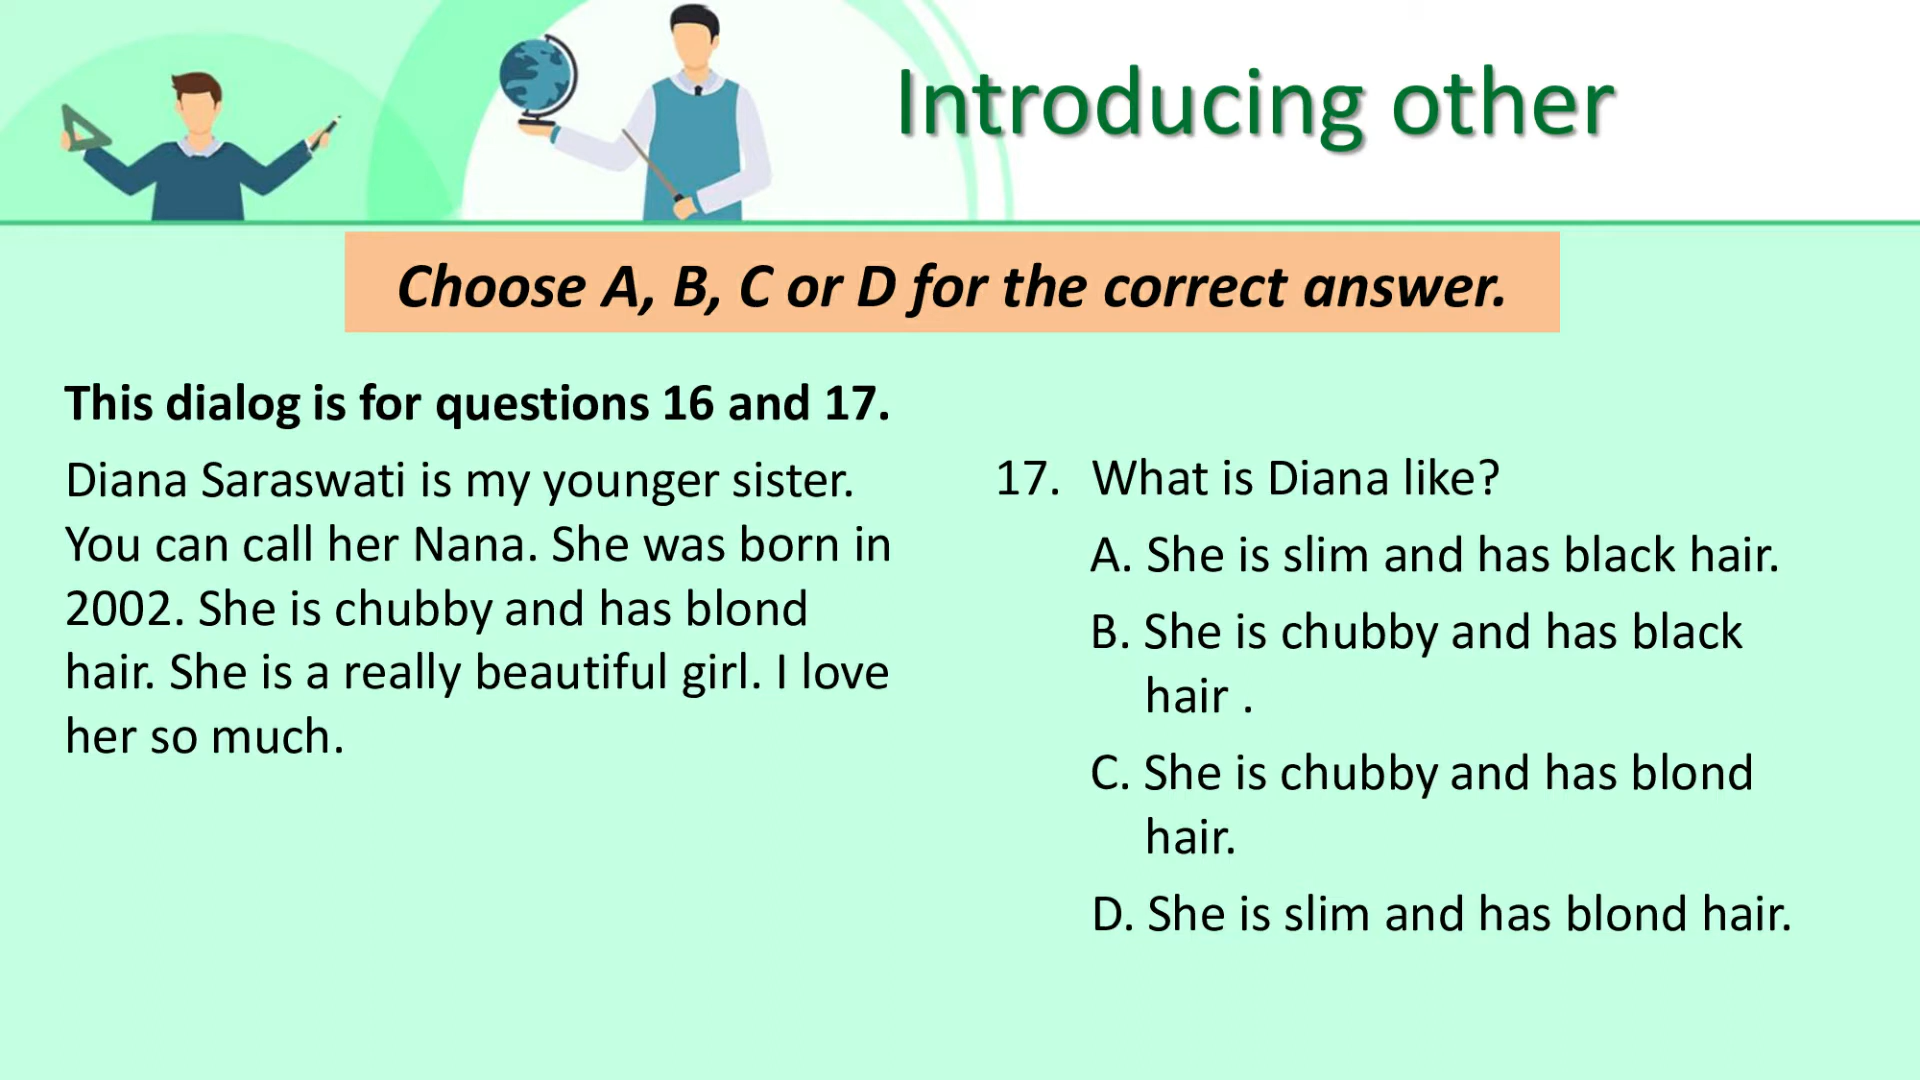 Introducing other
Choose A, B, C or D for the correct answer.
This dialog is for questions 16 and 17.
Diana Saraswati is my younger sister.
You can call her Nana. She was born in
2002. She is chubby and has blond
hair. She is a really beautiful girl. I love
her so much.
17. What is Diana like?
A. She is slim and has black hair.
B. She is chubby and has black
hair .
C. She is chubby and has blond
hair.
D. She is slim and has blond hair.